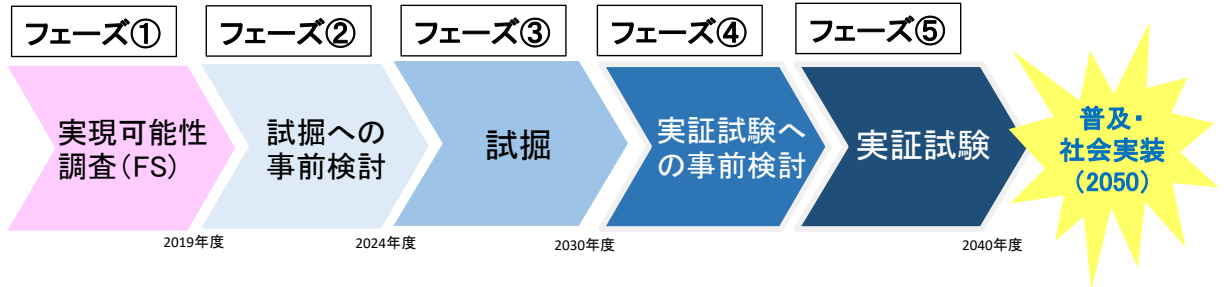 フェーズ①
フェーズ②
フェーズ③
フェーズ④
フェーズ⑤
実現可能性
調査(FS)
試掘への
事前検討
試掘
実証試験へ
の事前検討
実証試験
普及・
社会実装
(2050)
2019年度
2024年度
2030年度
2040年度